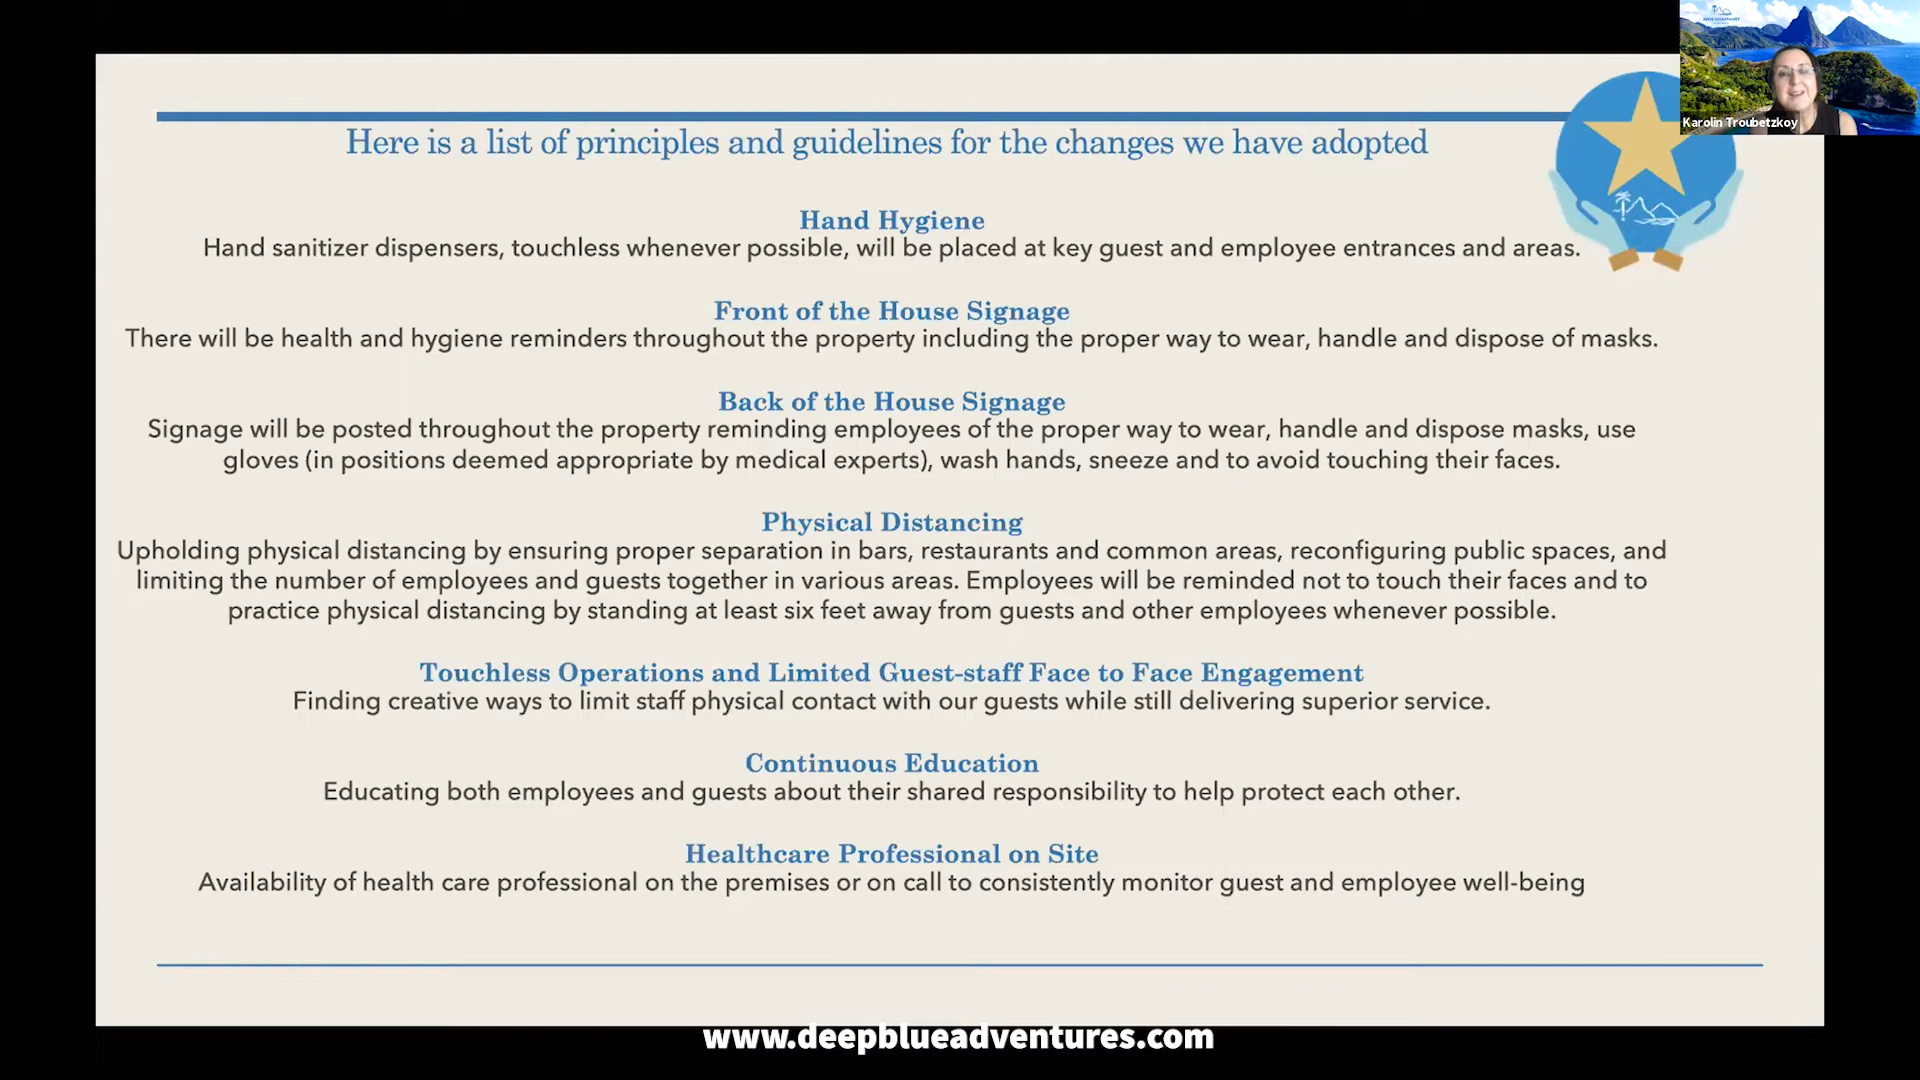 Here is a list of principles and guidelines for the changes we have adopted
Karolin Troubetzkoy
Hand Hygiene
Hand sanitizer dispensers, touchless whenever possible, will be placed at key guest and employee entrances and areas.
Front of the House Signage
There will be health and hygiene reminders throughout the property including the proper way to wear, handle and dispose of masks.
Back of the House Signage
Signage will be posted throughout the property reminding employees of the proper way to wear, handle and dispose masks, use
gloves (in positions deemed appropriate by medical experts), wash hands, sneeze and to avoid touching their faces.
Physical Distancing
Upholding physical distancing by ensuring proper separation in bars, restaurants and common areas, reconfiguring public spaces, and
limiting the number of employees and guests together in various areas. Employees will be reminded not to touch their faces and to
practice physical distancing by standing at least six feet away from guests and other employees whenever possible.
Touchless Operations and Limited Guest-staff Face to Face Engagement
Finding creative ways to limit staff physical contact with our guests while still delivering superior service.
Continuous Education
Educating both employees and guests about their shared responsibility to help protect each other.
Healthcare Professional on Site
Availability of health care professional on the premises or on call to consistently monitor guest and employee well-being
www.deepblueadventures.com